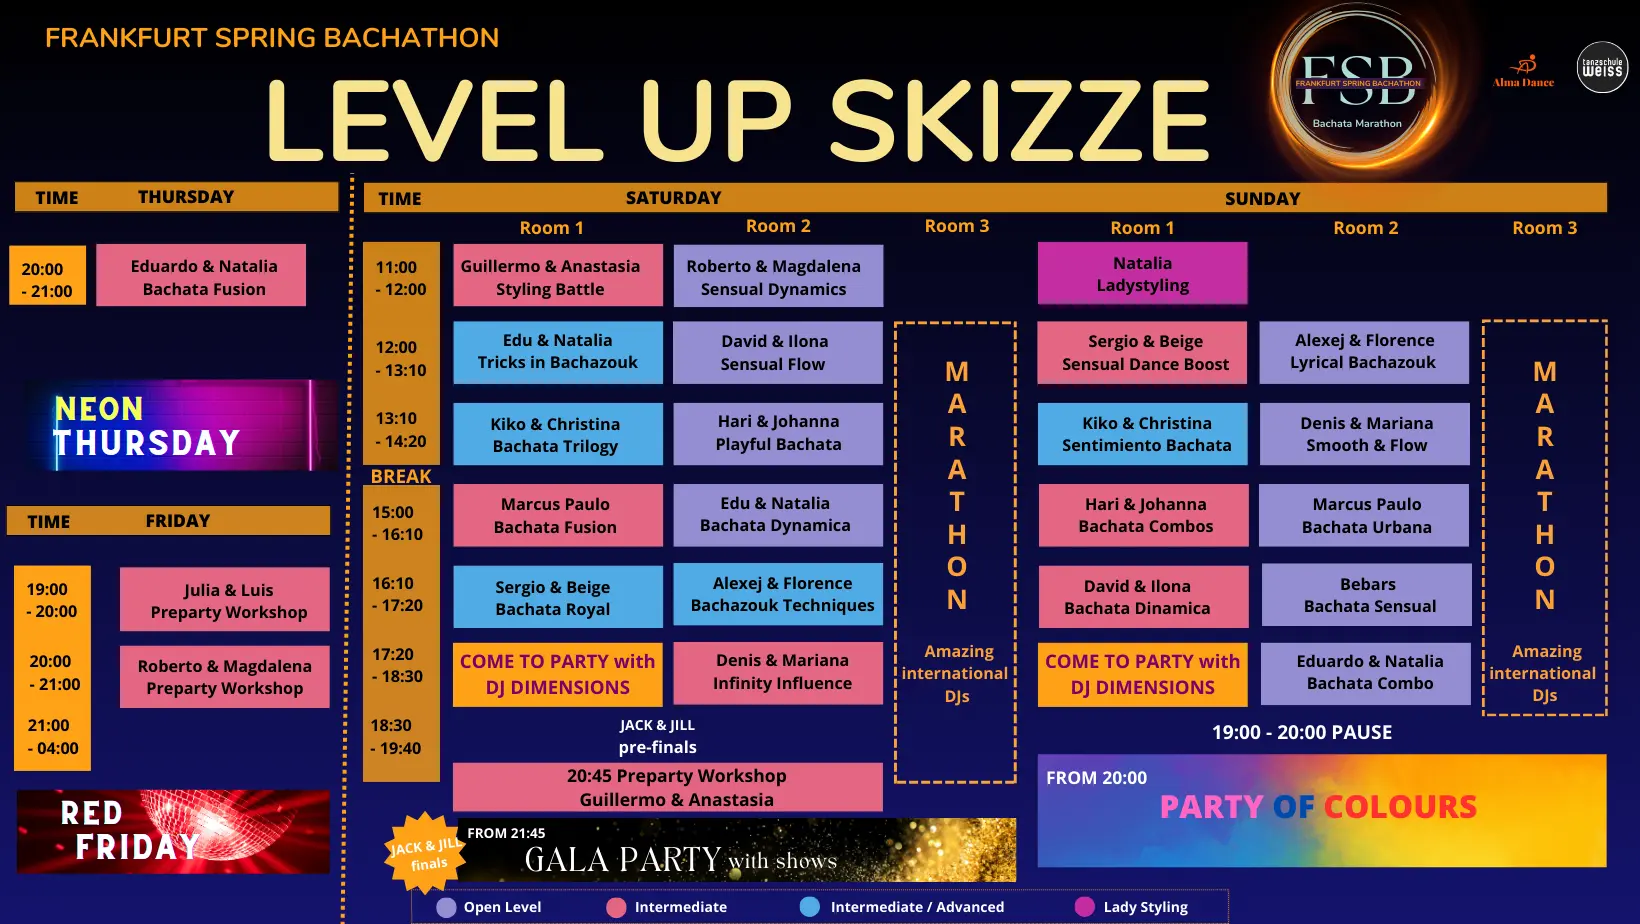 FRANKFURT SPRING BACHATHON
LEVEL UP SKIZZE
FSB
FRANKFURT SPRING BACHATHON
Bachata Marathon
Alma Dance
tanzschule
weiss
TIME THURSDAY
20:00
- 21:00
Eduardo & Natalia
Bachata Fusion
NEON
THURSDAY
TIME FRIDAY
19:00
- 20:00
Julia & Luis
Preparty Workshop
20:00
- 21:00
Roberto & Magdalena
Preparty Workshop
21:00
- 04:00
RED
FRIDAY
TIME SATURDAY SUNDAY
Room 1 Room 2 Room 3 Room 1 Room 2 Room 3
11:00
- 12:00
Guillermo & Anastasia
Styling Battle
Roberto & Magdalena
Sensual Dynamics
Natalia
Ladystyling
12:00
- 13:10
Edu & Natalia
Tricks in Bachazouk
David & Ilona
Sensual Flow
Sergio & Beige
Sensual Dance Boost
Alexej & Florence
Lyrical Bachazouk
13:10
- 14:20
Kiko & Christina
Bachata Trilogy
Hari & Johanna
Playful Bachata
Kiko & Christina
Sentimiento Bachata
Denis & Mariana
Smooth & Flow
BREAK
15:00
- 16:10
Marcus Paulo
Bachata Fusion
Edu & Natalia
Bachata Dynamica
Hari & Johanna
Bachata Combos
Marcus Paulo
Bachata Urbana
16:10
- 17:20
Sergio & Beige
Bachata Royal
Alexej & Florence
Bachazouk Techniques
David & Ilona
Bachata Dinamica
Bebars
Bachata Sensual
17:20
- 18:30
COME TO PARTY with
DJ DIMENSIONS
Denis & Mariana
Infinity Influence
COME TO PARTY with
DJ DIMENSIONS
Eduardo & Natalia
Bachata Combo
MARATHON
Amazing
international
DJs
MARATHON
Amazing
international
DJs
18:30
- 19:40
JACK & JILL
pre-finals
20:45 Preparty Workshop
Guillermo & Anastasia
JACK & JILL
finals
FROM 21:45
GALA PARTY with shows
19:00 - 20:00 PAUSE
FROM 20:00
PARTY OF COLOURS
Open Level Intermediate Intermediate / Advanced Lady Styling